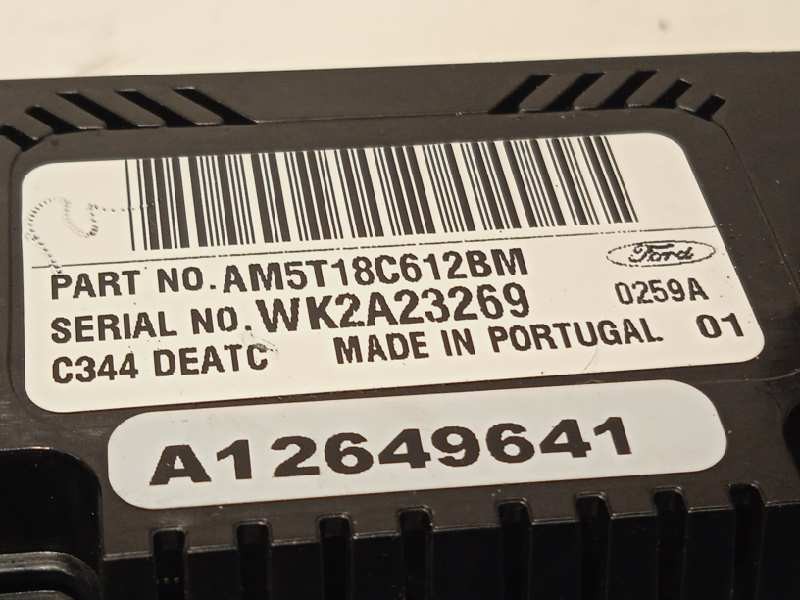 PART NO.AM5T18C612BM
Ford
SERIAL NO.WK2A23269
0259A
C344 DEATC
MADE IN PORTUGAL
01
A12649641